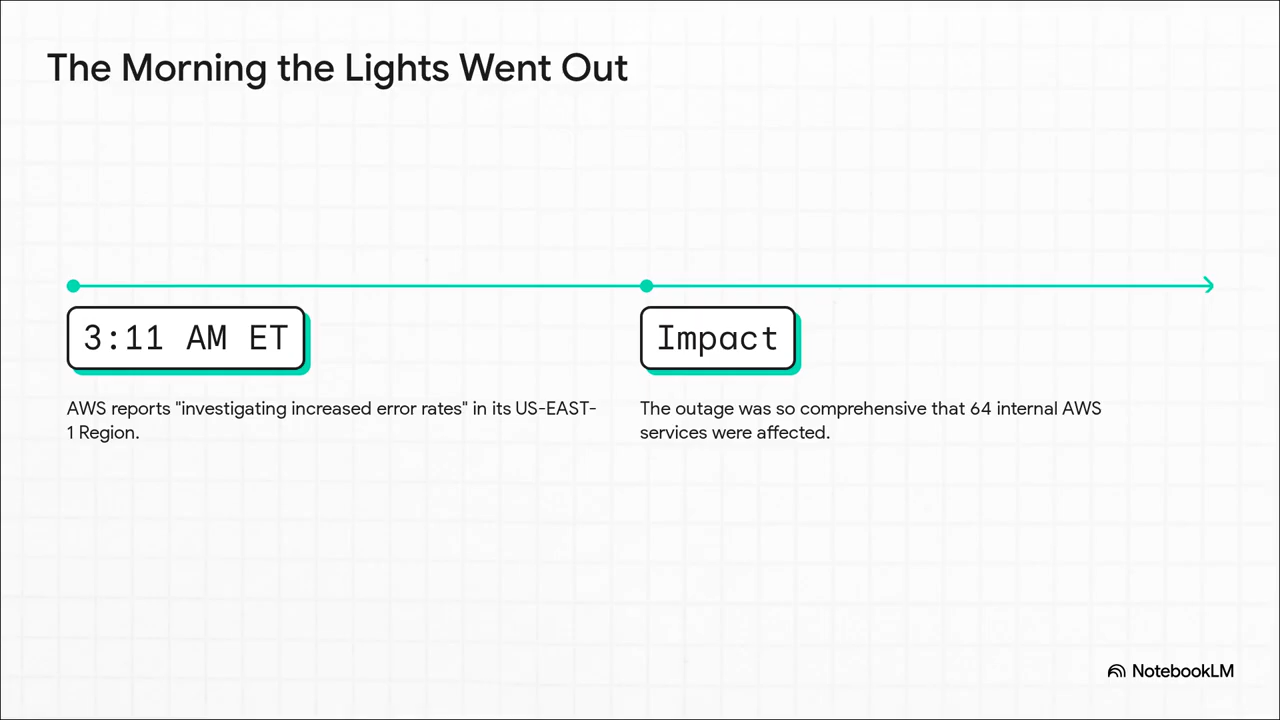 The Morning the Lights Went Out
3:11 AM ET
AWS reports "investigating increased error rates" in its US-EAST-
1 Region.
Impact
The outage was so comprehensive that 64 internal AWS
services were affected.
NotebookLM